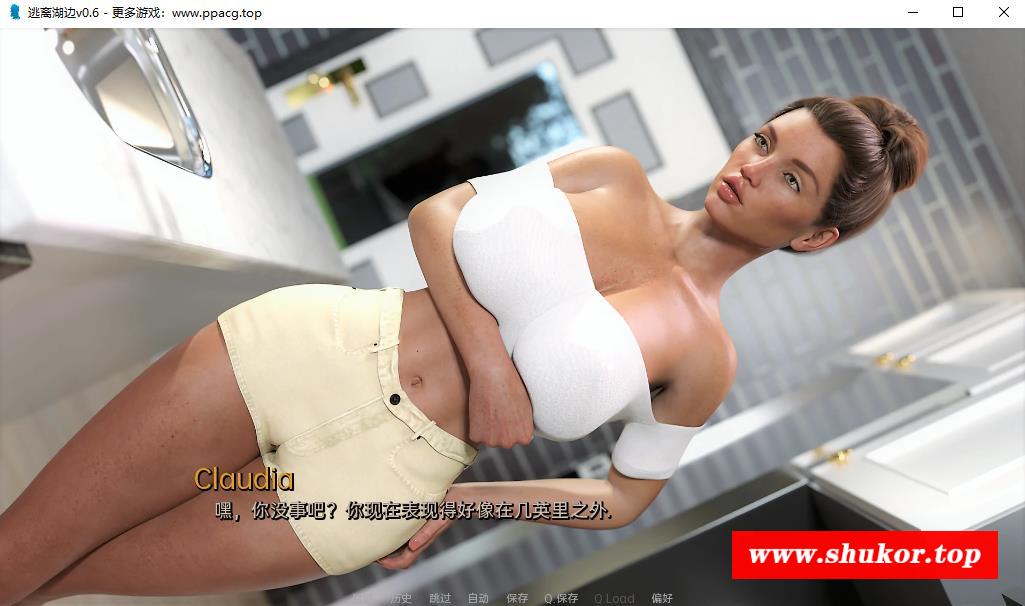 逃离湖边v0.6 - 更多游戏：www.ppacg.top
Claudia
嘿，你没事吧？你现在表现得好像在几英里之外.
www.shukor.top
历史 跳过 自动 保存 Q.保存 Q.Load 偏好